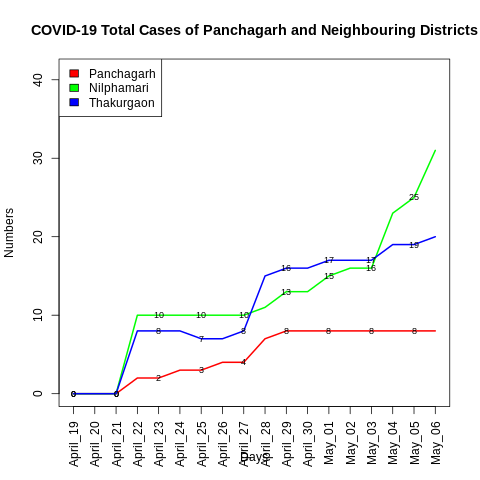 COVID-19 Total Cases of Panchagarh and Neighbouring Districts
Panchagarh
Nilphamari
Thakurgaon
Numbers
40
30
20
10
0
0 0 2 3 4 8 8 8 8
0 0 10 10 10 13 15 16 25
0 0 8 7 8 16 17 17 19
April_19
April_20
April_21
April_22
April_23
April_24
April_25
April_26
April_27
April_28
April_29
April_30
May_01
May_02
May_03
May_04
May_05
May_06
Days